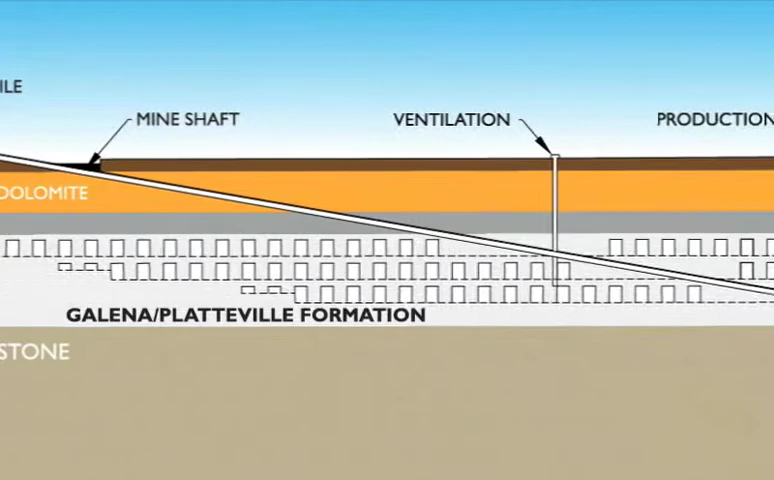 ILE
MINE SHAFT
VENTILATION
PRODUCTION
DOLOMITE
GALENA/PLATTEVILLE FORMATION
STONE